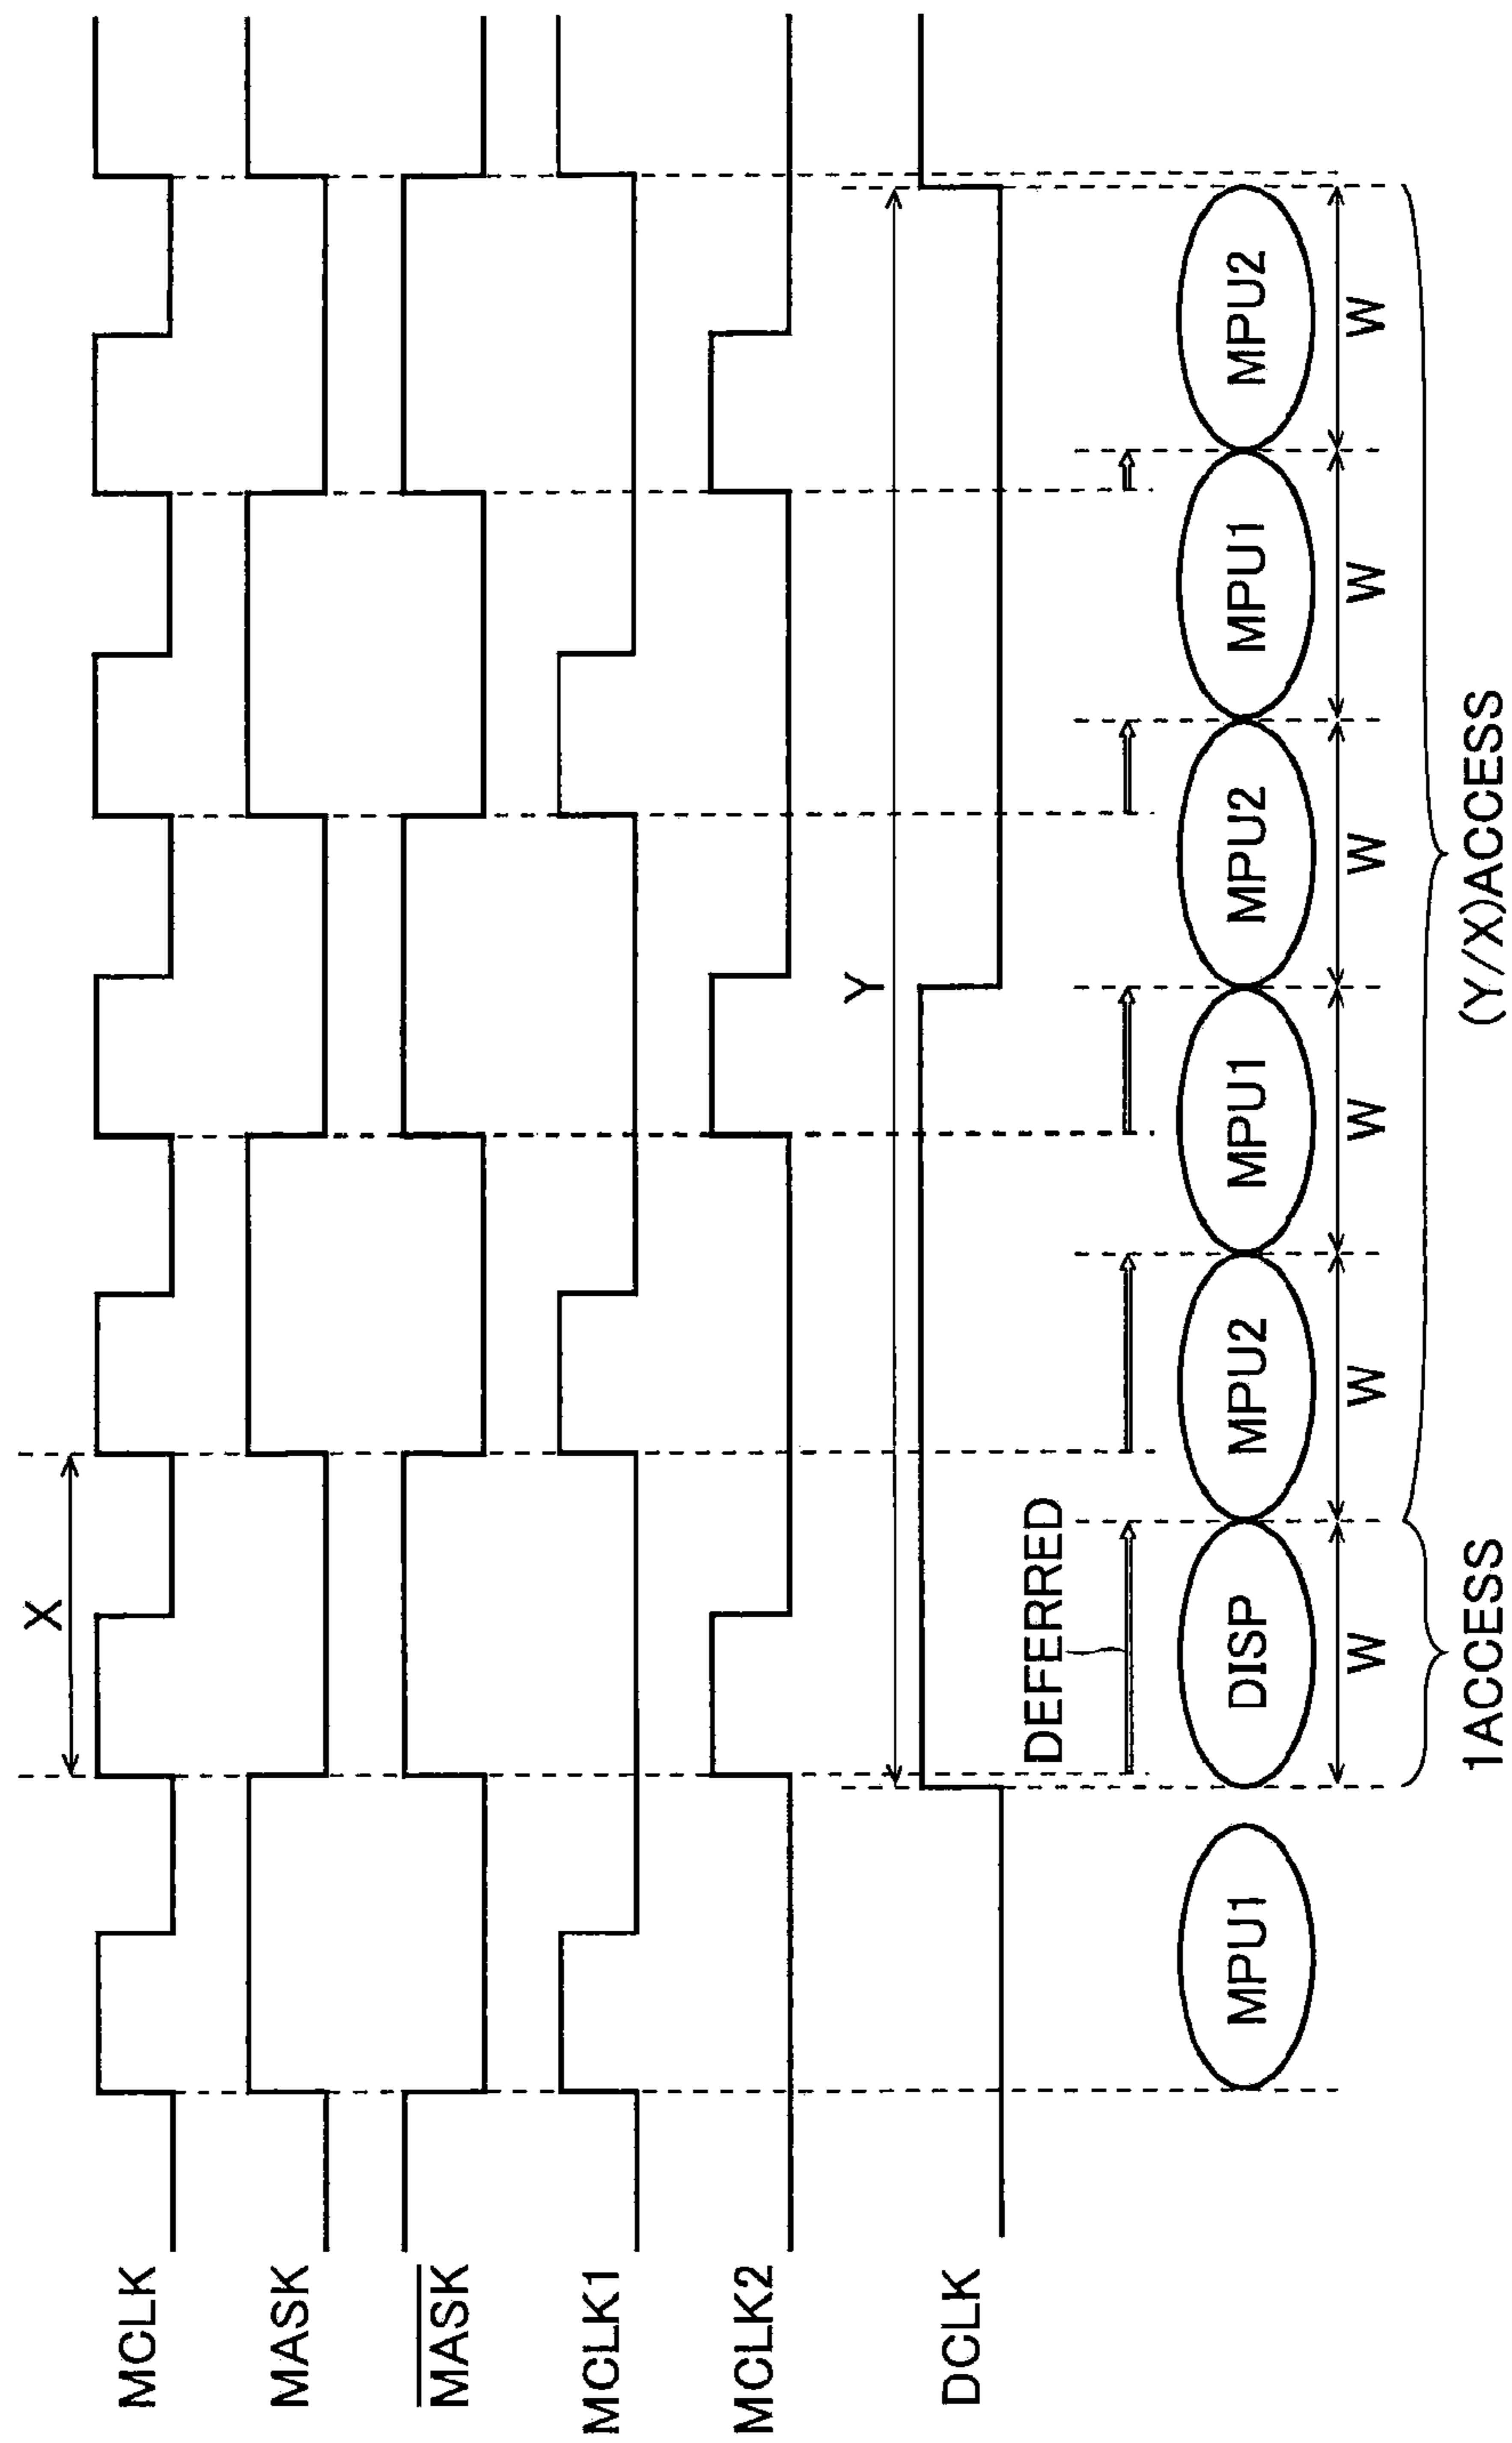 X
MCLK
MASK
MASK
MCLK1
MCLK2
Y
DCLK
DEFERRED
MPU1 DISP MPU2 MPU1 MPU2 MPU1 MPU2
W W W W W W
1ACCESS (Y/X)ACCESS